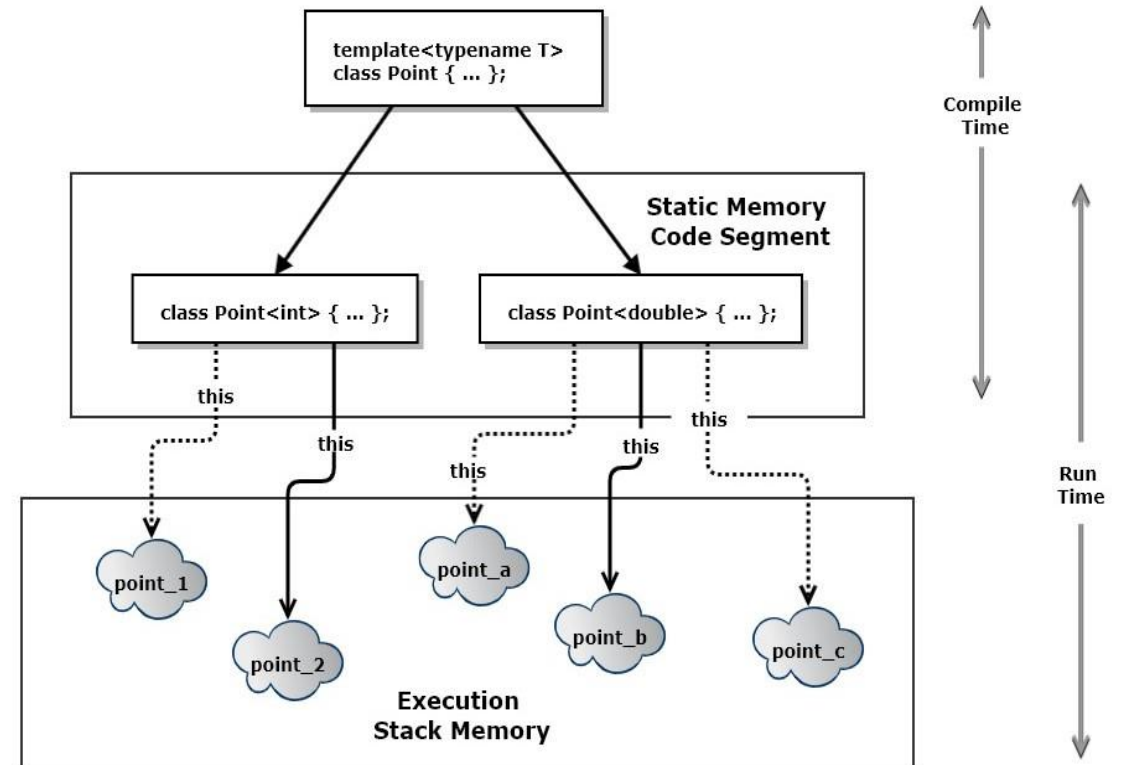 template<typename T>
class Point { ... };
Compile
Time
Static Memory
Code Segment
class Point<int> { ... };
class Point<double> { ... };
this
this
this
this
this
Run
Time
point_1
point_a
point_2
point_b
point_c
Execution
Stack Memory